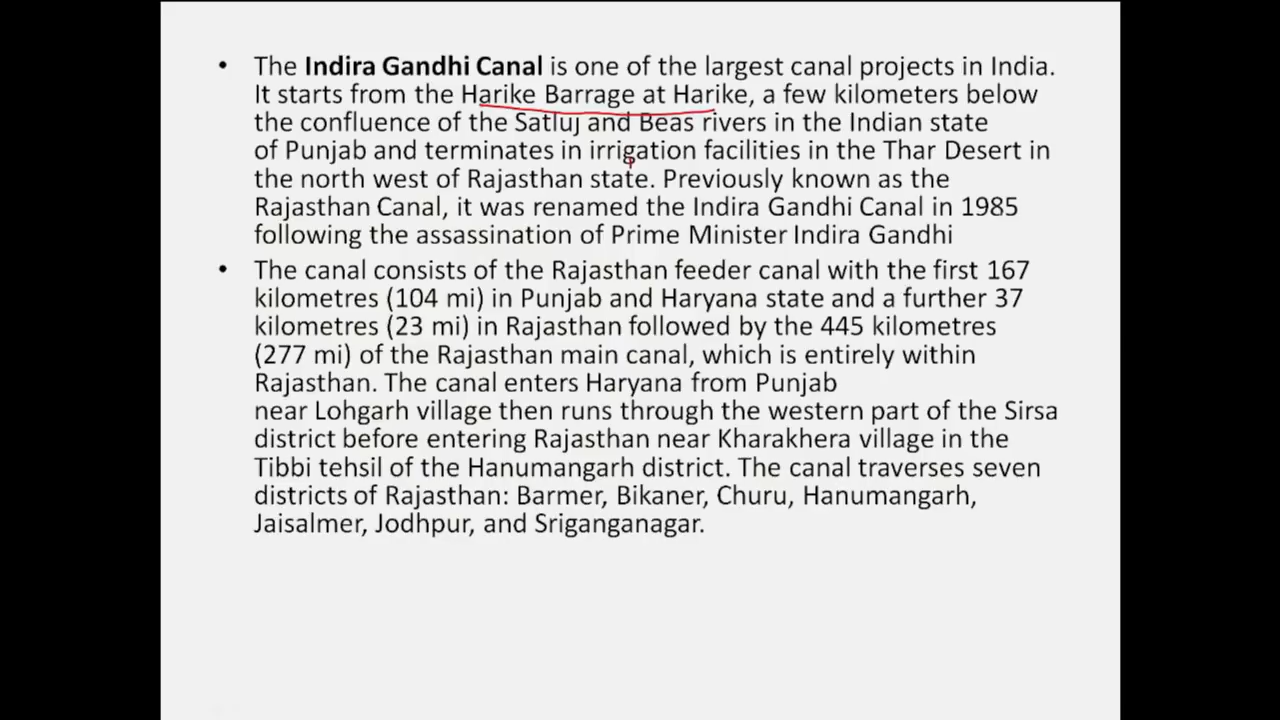 • The Indira Gandhi Canal is one of the largest canal projects in India.
It starts from the Harike Barrage at Harike, a few kilometers below
the confluence of the Satluj and Beas rivers in the Indian state
of Punjab and terminates in irrigation facilities in the Thar Desert in
the north west of Rajasthan state. Previously known as the
Rajasthan Canal, it was renamed the Indira Gandhi Canal in 1985
following the assassination of Prime Minister Indira Gandhi
• The canal consists of the Rajasthan feeder canal with the first 167
kilometres (104 mi) in Punjab and Haryana state and a further 37
kilometres (23 mi) in Rajasthan followed by the 445 kilometres
(277 mi) of the Rajasthan main canal, which is entirely within
Rajasthan. The canal enters Haryana from Punjab
near Lohgarh village then runs through the western part of the Sirsa
district before entering Rajasthan near Kharakhera village in the
Tibbi tehsil of the Hanumangarh district. The canal traverses seven
districts of Rajasthan: Barmer, Bikaner, Churu, Hanumangarh,
Jaisalmer, Jodhpur, and Sriganganagar.